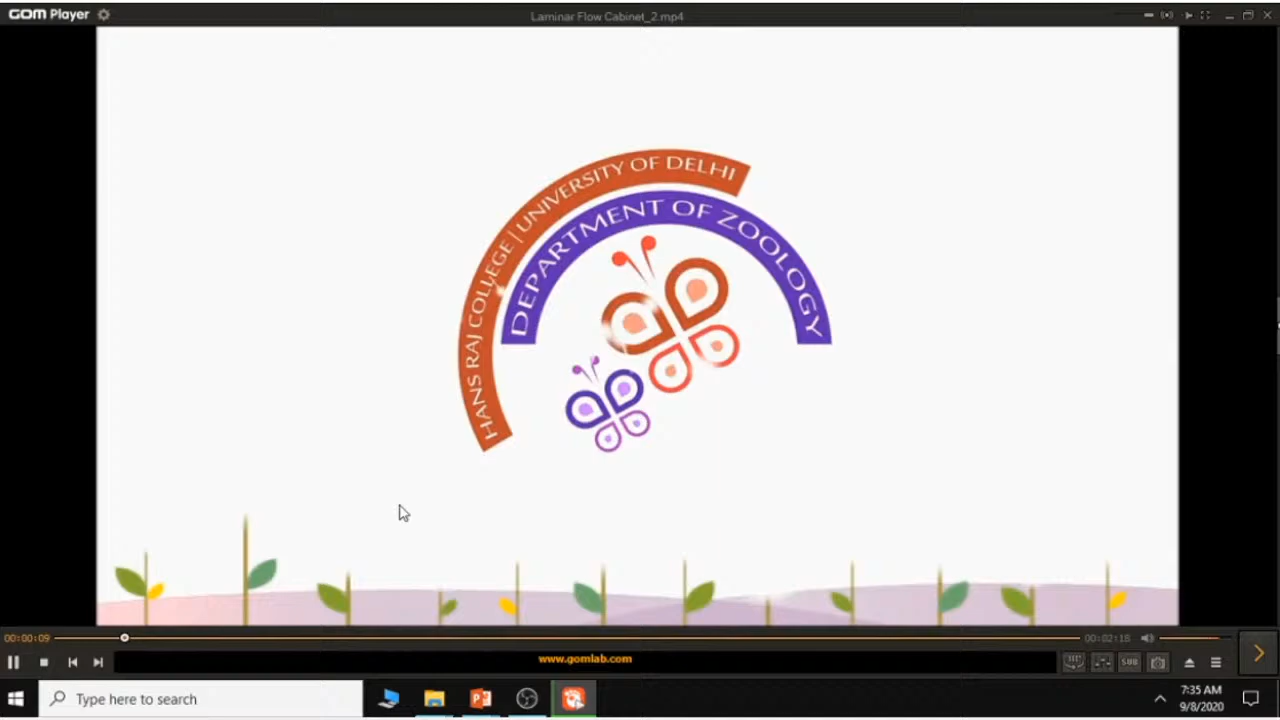 GOM Player
Laminar Flow Cabinet_2.mp4
HANS RAJ COLLEGE | UNIVERSITY OF DELHI
DEPARTMENT OF ZOOLOGY
00:00:09
00:02:18
www.gomlab.com
SUB
Type here to search
7:35 AM
9/8/2020